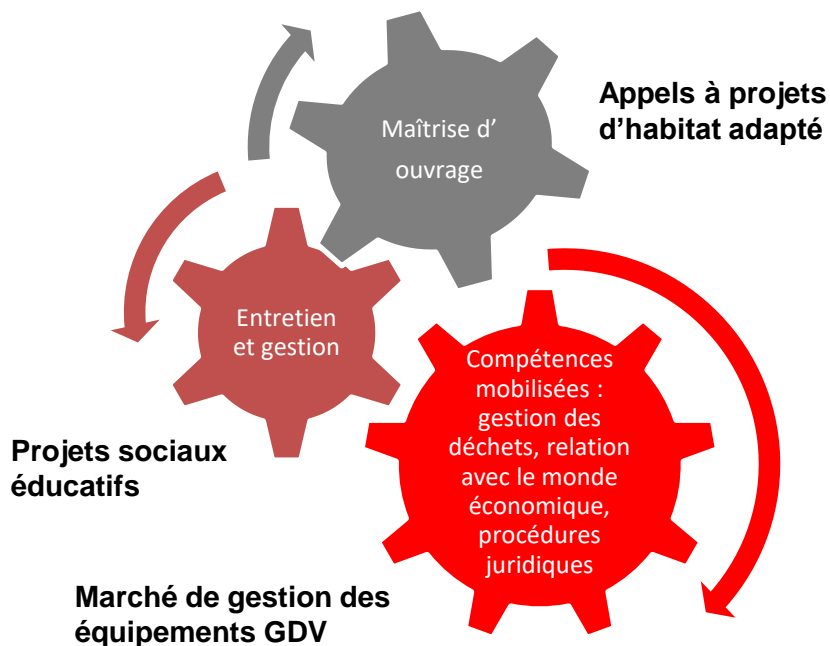 Maîtrise d’
ouvrage
Appels à projets
d’habitat adapté
Entretien
et gestion
Compétences
mobilisées :
gestion des
déchets, relation
avec le monde
économique,
procédures
juridiques
Projets sociaux
éducatifs
Marché de gestion des
équipements GDV